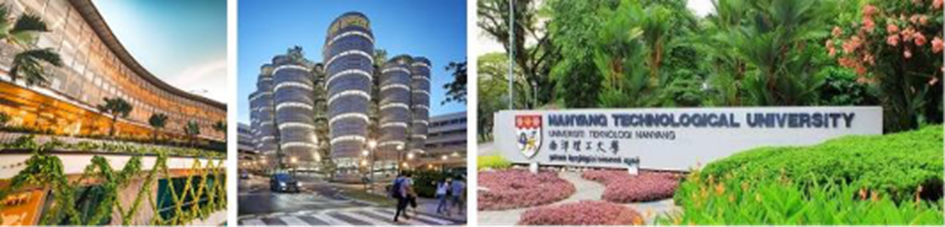 NANYANG TECHNOLOGICAL UNIVERSITY
UNIVERSITI TEKNOLOGI NANYANG
南洋理工大學